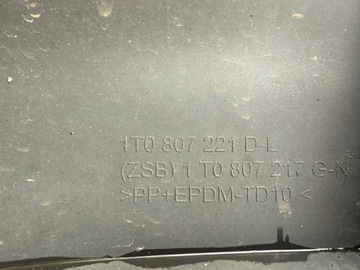 1T0 807 221 D-L
(ZSB) 1 T0 807 217 G-N
>PP+EPDM-TD10<